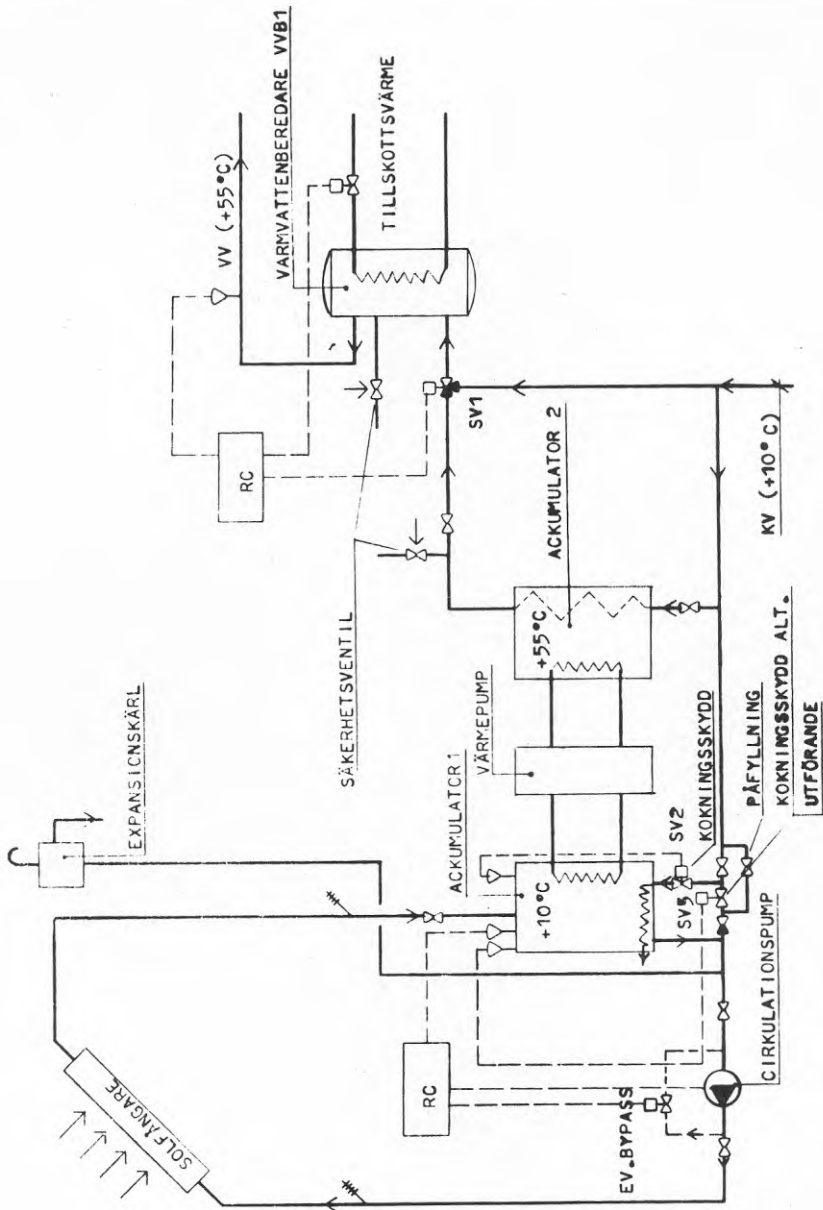 EXPANSIONSKÄRL
SOLFÅNGARE
SÄKERHETSVENTIL
RC
VV (+55°C)
VARMVATTENBEREDARE VVB1
TILLSKOTTSVÄRME
SV1
ACKUMULATOR 1
+10°C
VÄRMEPUMP
+55°C
ACKUMULATOR 2
RC
EV.BYPASS
SV3
SV2
KOKNINGSSKYDD
KV (+10°C)
CIRKULATIONSPUMP
PÅFYLLNING
KOKNINGSSKYDD ALT.
UTFÖRANDE